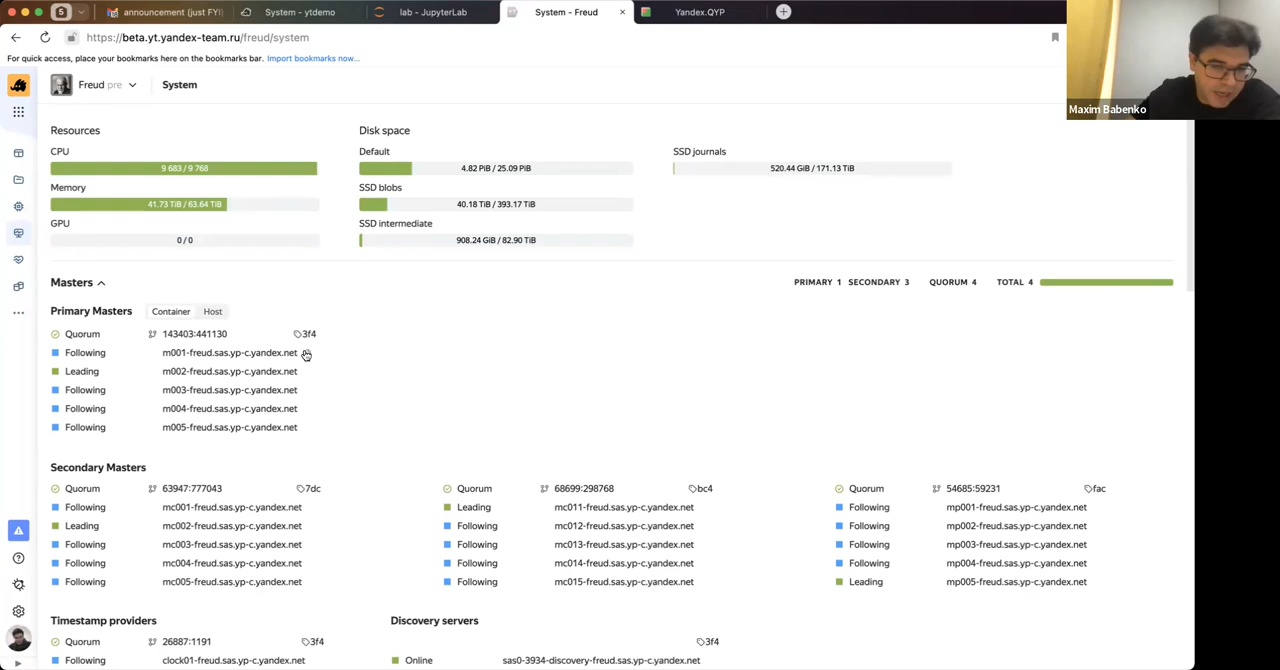 5
announcement (just FYI
System - ytdemo
lab - JupyterLab
System - Freud
Yandex.QYP
https://beta.yt.yandex-team.ru/freud/system
For quick access, place your bookmarks here on the bookmarks bar. Import bookmarks now...
Freud pre
System
Maxim Babenko
Resources
Disk space
CPU
Default
SSD journals
9 683 / 9 768
4.82 PiB / 25.09 PiB
520.44 GiB / 171.13 TiB
Memory
SSD blobs
41.73 TiB / 63.64 TiB
40.18 TiB / 393.17 TiB
GPU
SSD intermediate
0 / 0
908.24 GiB / 82.90 TiB
Masters
PRIMARY 1 SECONDARY 3 QUORUM 4 TOTAL 4
Primary Masters Container Host
Quorum 143403:441130 3f4
Following m001-freud.sas.yp-c.yandex.net
Leading m002-freud.sas.yp-c.yandex.net
Following m003-freud.sas.yp-c.yandex.net
Following m004-freud.sas.yp-c.yandex.net
Following m005-freud.sas.yp-c.yandex.net
Secondary Masters
Quorum 63947:777043 7dc
Following mc001-freud.sas.yp-c.yandex.net
Leading mc002-freud.sas.yp-c.yandex.net
Following mc003-freud.sas.yp-c.yandex.net
Following mc004-freud.sas.yp-c.yandex.net
Following mc005-freud.sas.yp-c.yandex.net
Quorum 68699:298768 bc4
Leading mc011-freud.sas.yp-c.yandex.net
Following mc012-freud.sas.yp-c.yandex.net
Following mc013-freud.sas.yp-c.yandex.net
Following mc014-freud.sas.yp-c.yandex.net
Following mc015-freud.sas.yp-c.yandex.net
Quorum 54685:59231 fac
Following mp001-freud.sas.yp-c.yandex.net
Following mp002-freud.sas.yp-c.yandex.net
Following mp003-freud.sas.yp-c.yandex.net
Following mp004-freud.sas.yp-c.yandex.net
Leading mp005-freud.sas.yp-c.yandex.net
Timestamp providers
Quorum 26887:1191 3f4
Following clock01-freud.sas.yp-c.yandex.net
Discovery servers
3f4
Online sas0-3934-discovery-freud.sas.yp-c.yandex.net